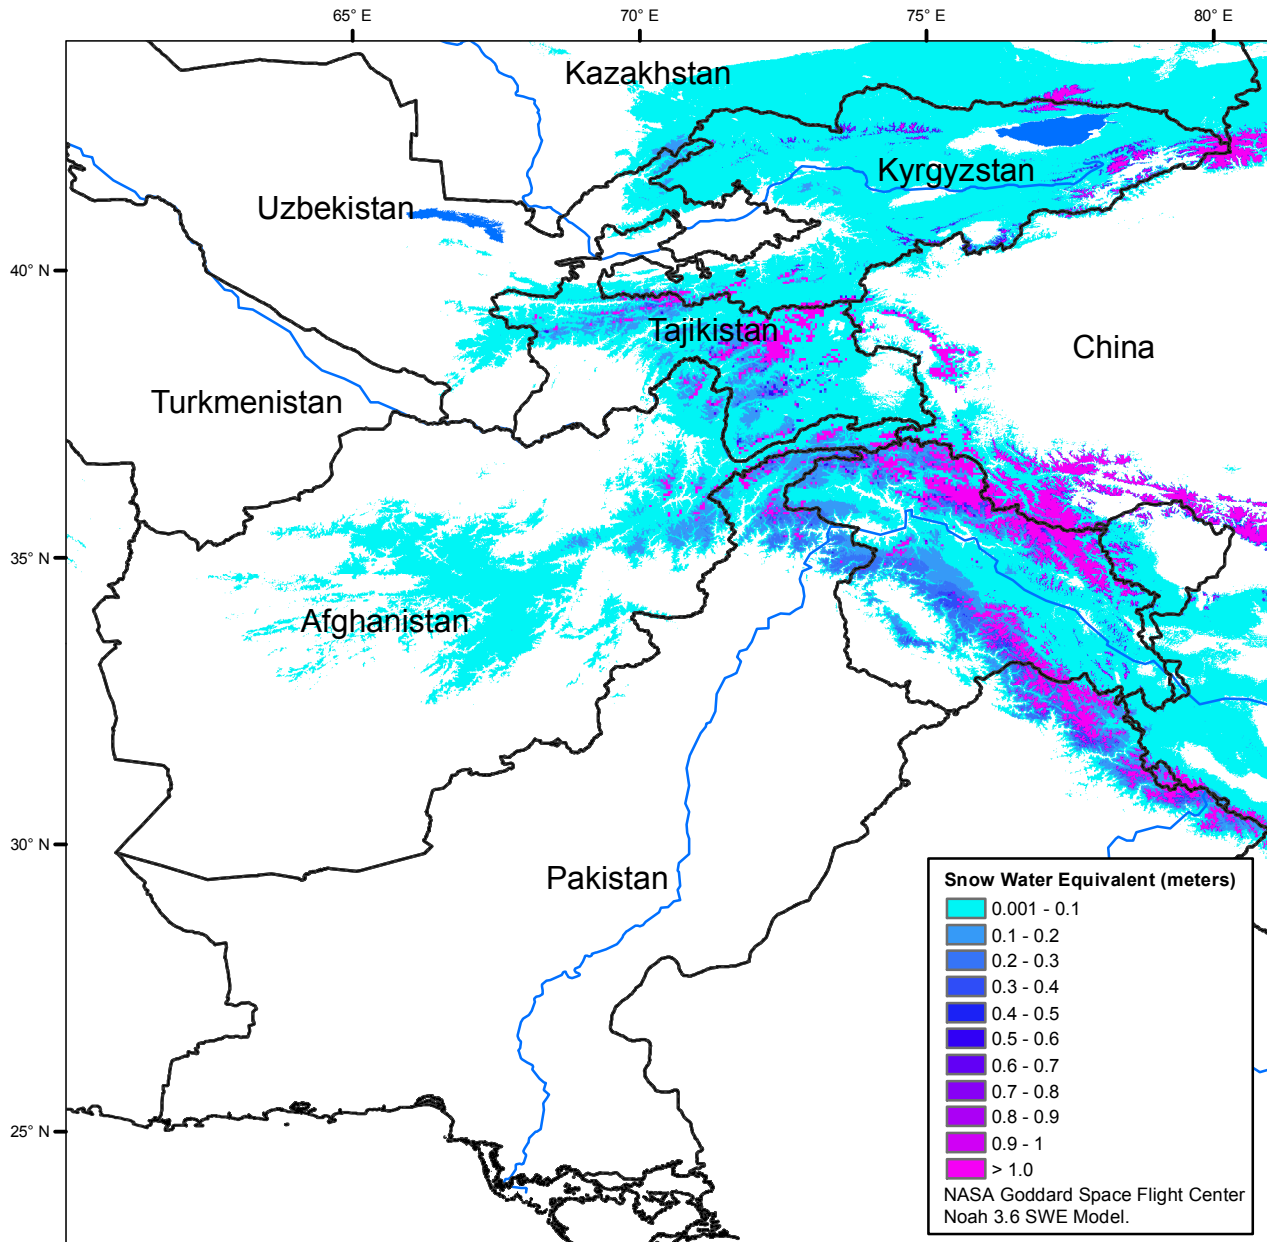 65° E
70° E
75° E
80° E
Kazakhstan
Kyrgyzstan
Uzbekistan
40° N
Tajikistan
China
Turkmenistan
35° N
Afghanistan
30° N
Pakistan
25° N
Snow Water Equivalent (meters)
0.001 - 0.1
0.1 - 0.2
0.2 - 0.3
0.3 - 0.4
0.4 - 0.5
0.5 - 0.6
0.6 - 0.7
0.7 - 0.8
0.8 - 0.9
0.9 - 1
> 1.0
NASA Goddard Space Flight Center
Noah 3.6 SWE Model.